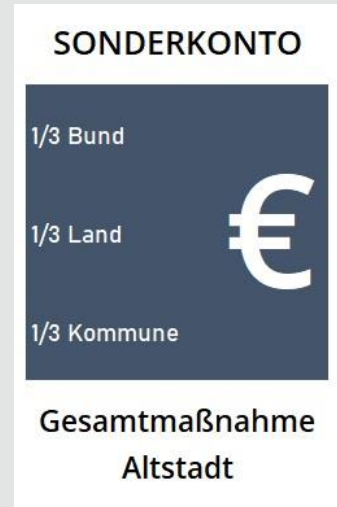 SONDERKONTO
1/3 Bund
1/3 Land
€
1/3 Kommune
Gesamtmaßnahme
Altstadt